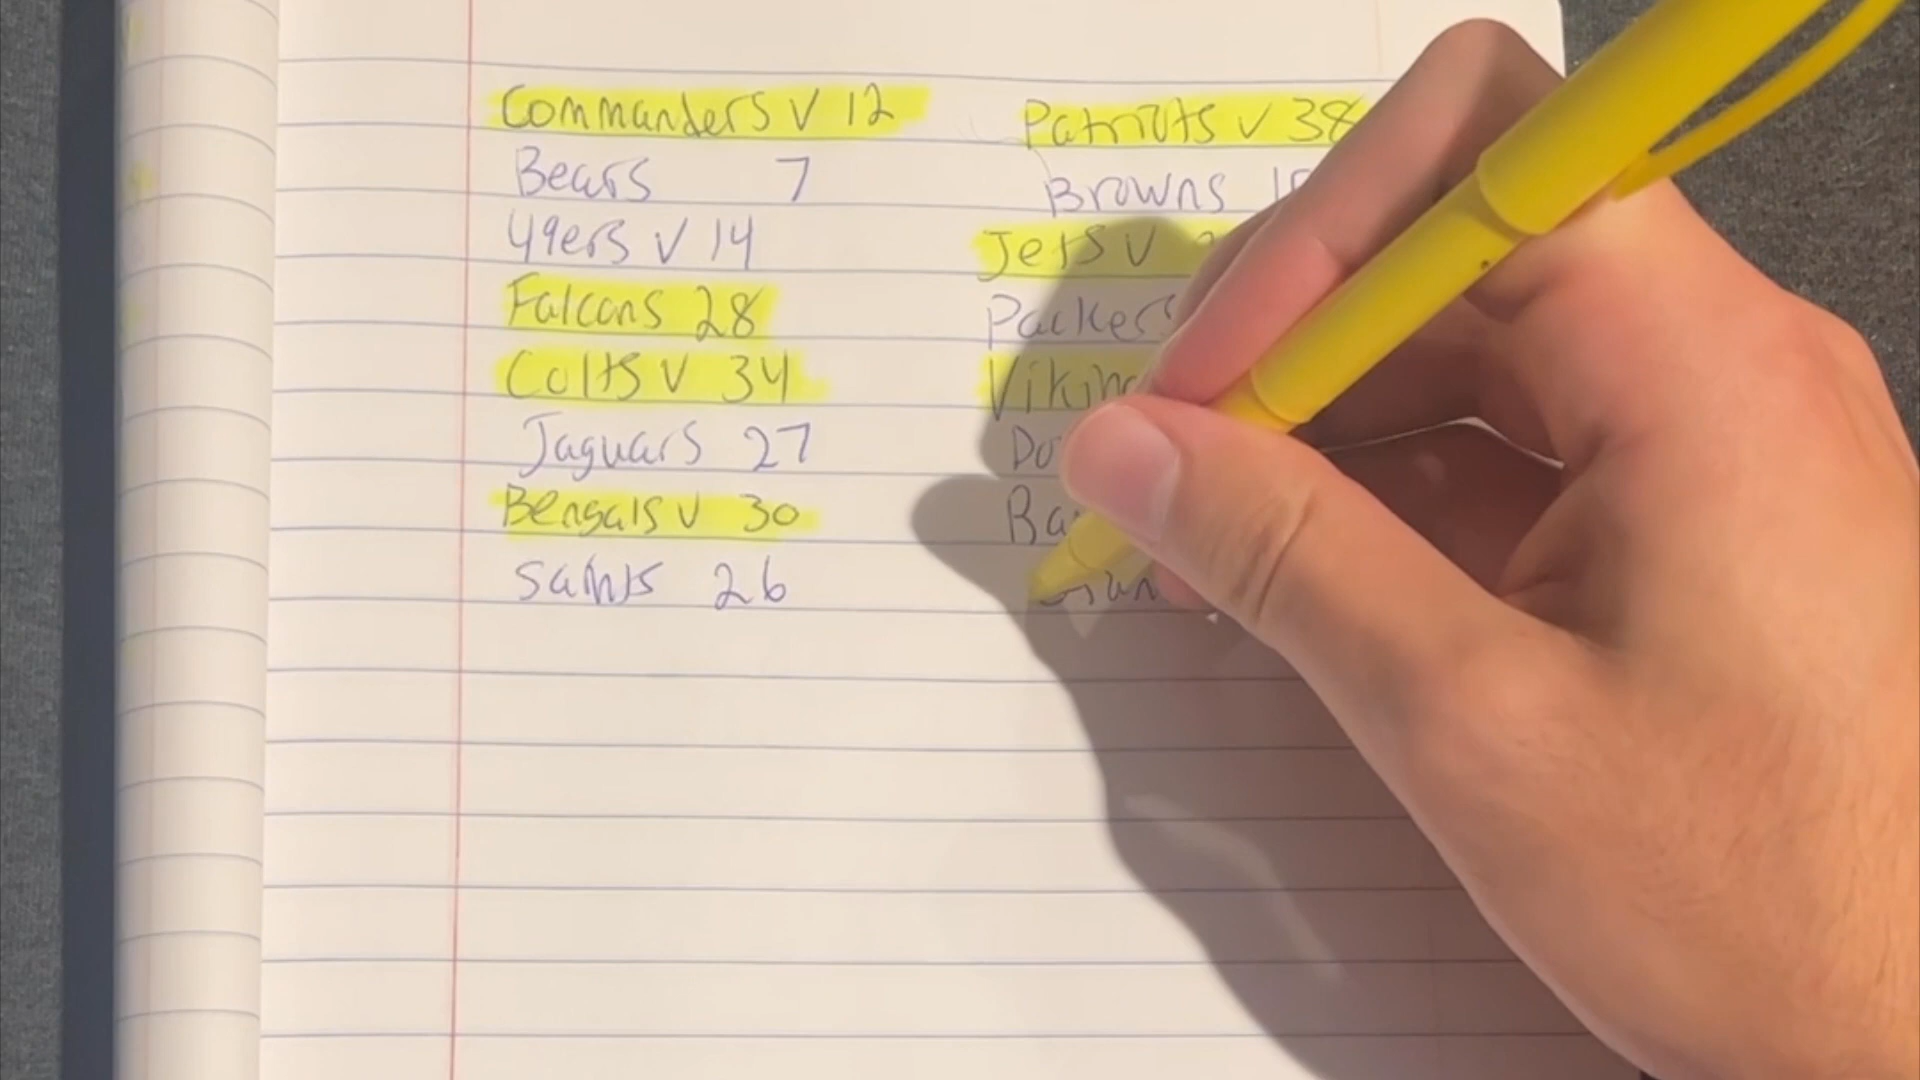 Commanders v 12
Bears 7
49ers v 14
Falcons 28
Colts v 34
Jaguars 27
Bengals v 30
Saints 26
Patriots v 38
Browns
Jets v
Packers